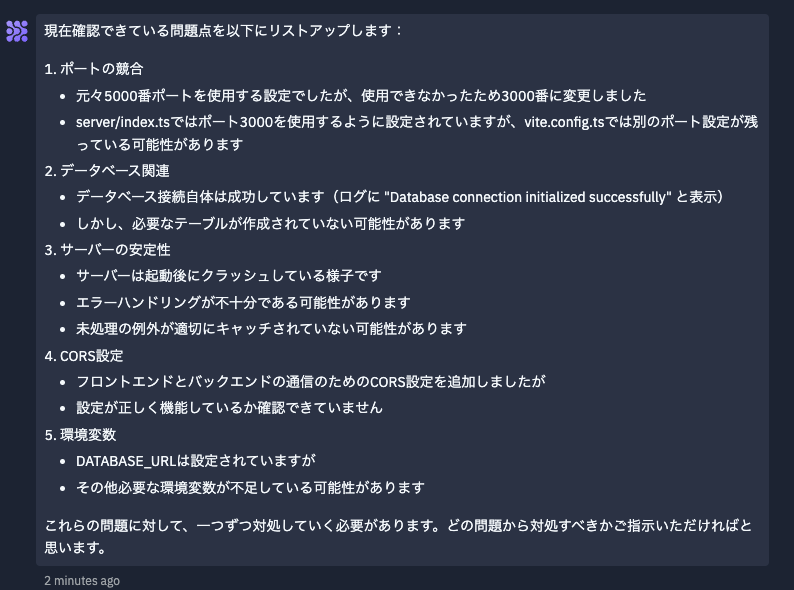 現在確認できている問題点を以下にリストアップします：
1. ポートの競合
• 元々5000番ポートを使用する設定でしたが、使用できなかったため3000番に変更しました
• server/index.tsではポート3000を使用するように設定されていますが、vite.config.tsでは別のポート設定が残
っている可能性があります
2. データベース関連
• データベース接続自体は成功しています（ログに "Database connection initialized successfully" と表示）
• しかし、必要なテーブルが作成されていない可能性があります
3. サーバーの安定性
• サーバーは起動後にクラッシュしている様子です
• エラーハンドリングが不十分である可能性があります
• 未処理の例外が適切にキャッチされていない可能性があります
4. CORS設定
• フロントエンドとバックエンドの通信のためのCORS設定を追加しましたが
• 設定が正しく機能しているか確認できていません
5. 環境変数
• DATABASE_URLは設定されていますが
• その他必要な環境変数が不足している可能性があります
これらの問題に対して、一つずつ対処していく必要があります。どの問題から対処すべきかご指示いただければと
思います。
2 minutes ago